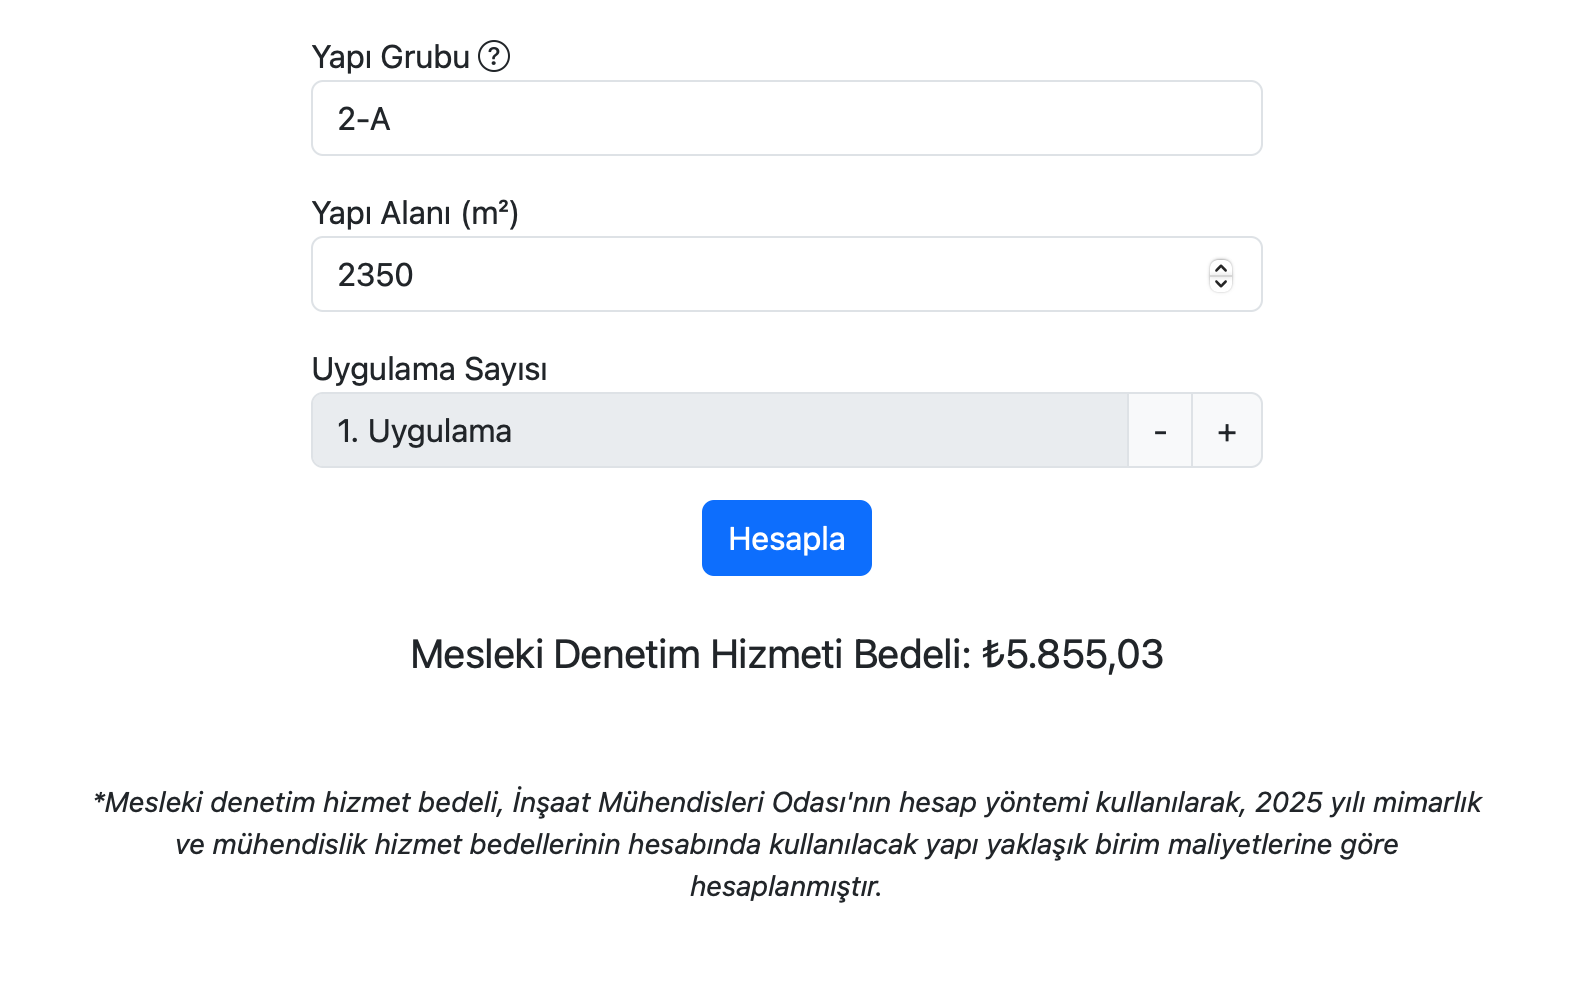 Yapı Grubu ?
2-A
Yapı Alanı (m²)
2350
Uygulama Sayısı
1. Uygulama - +
Hesapla
Mesleki Denetim Hizmeti Bedeli: ₺5.855,03
*Mesleki denetim hizmet bedeli, İnşaat Mühendisleri Odası'nın hesap yöntemi kullanılarak, 2025 yılı mimarlık
ve mühendislik hizmet bedellerinin hesabında kullanılacak yapı yaklaşık birim maliyetlerine göre
hesaplanmıştır.